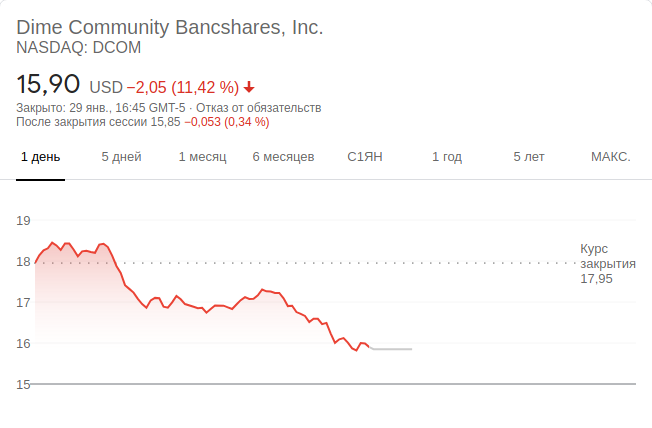 Dime Community Bancshares, Inc.
NASDAQ: DCOM
15,90 USD −2,05 (11,42 %)
Закрыто: 29 янв., 16:45 GMT-5 · Отказ от обязательств
После закрытия сессии 15,85 −0,053 (0,34 %)
1 день 5 дней 1 месяц 6 месяцев С1ЯН 1 год 5 лет МАКС.
19
18
17
16
15
Курс
закрытия
17,95